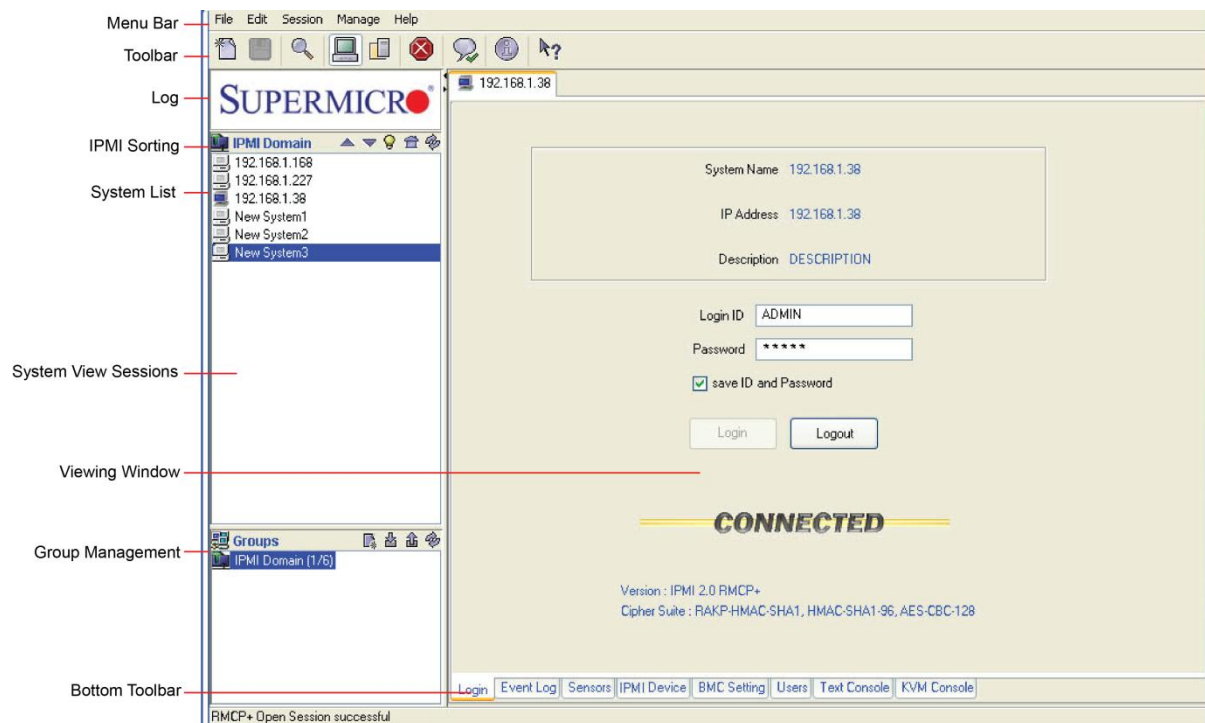 Menu Bar
File Edit Session Manage Help
Toolbar
Log
SUPERMICR®
192.168.1.38
IPMI Sorting
IPMI Domain
System List
192.168.1.168
192.168.1.227
192.168.1.38
New System1
New System2
New System3
System Name 192.168.1.38
IP Address 192.168.1.38
Description DESCRIPTION
Login ID ADMIN
Password *****
save ID and Password
Login Logout
System View Sessions
Viewing Window
CONNECTED
Group Management
Groups
IPMI Domain (1/6)
Version : IPMI 2.0 RMCP+
Cipher Suite : RAKP-HMAC-SHA1, HMAC-SHA1-96, AES-CBC-128
Bottom Toolbar
Login Event Log Sensors IPMI Device BMC Setting Users Text Console KVM Console
RMCP+ Open Session successful